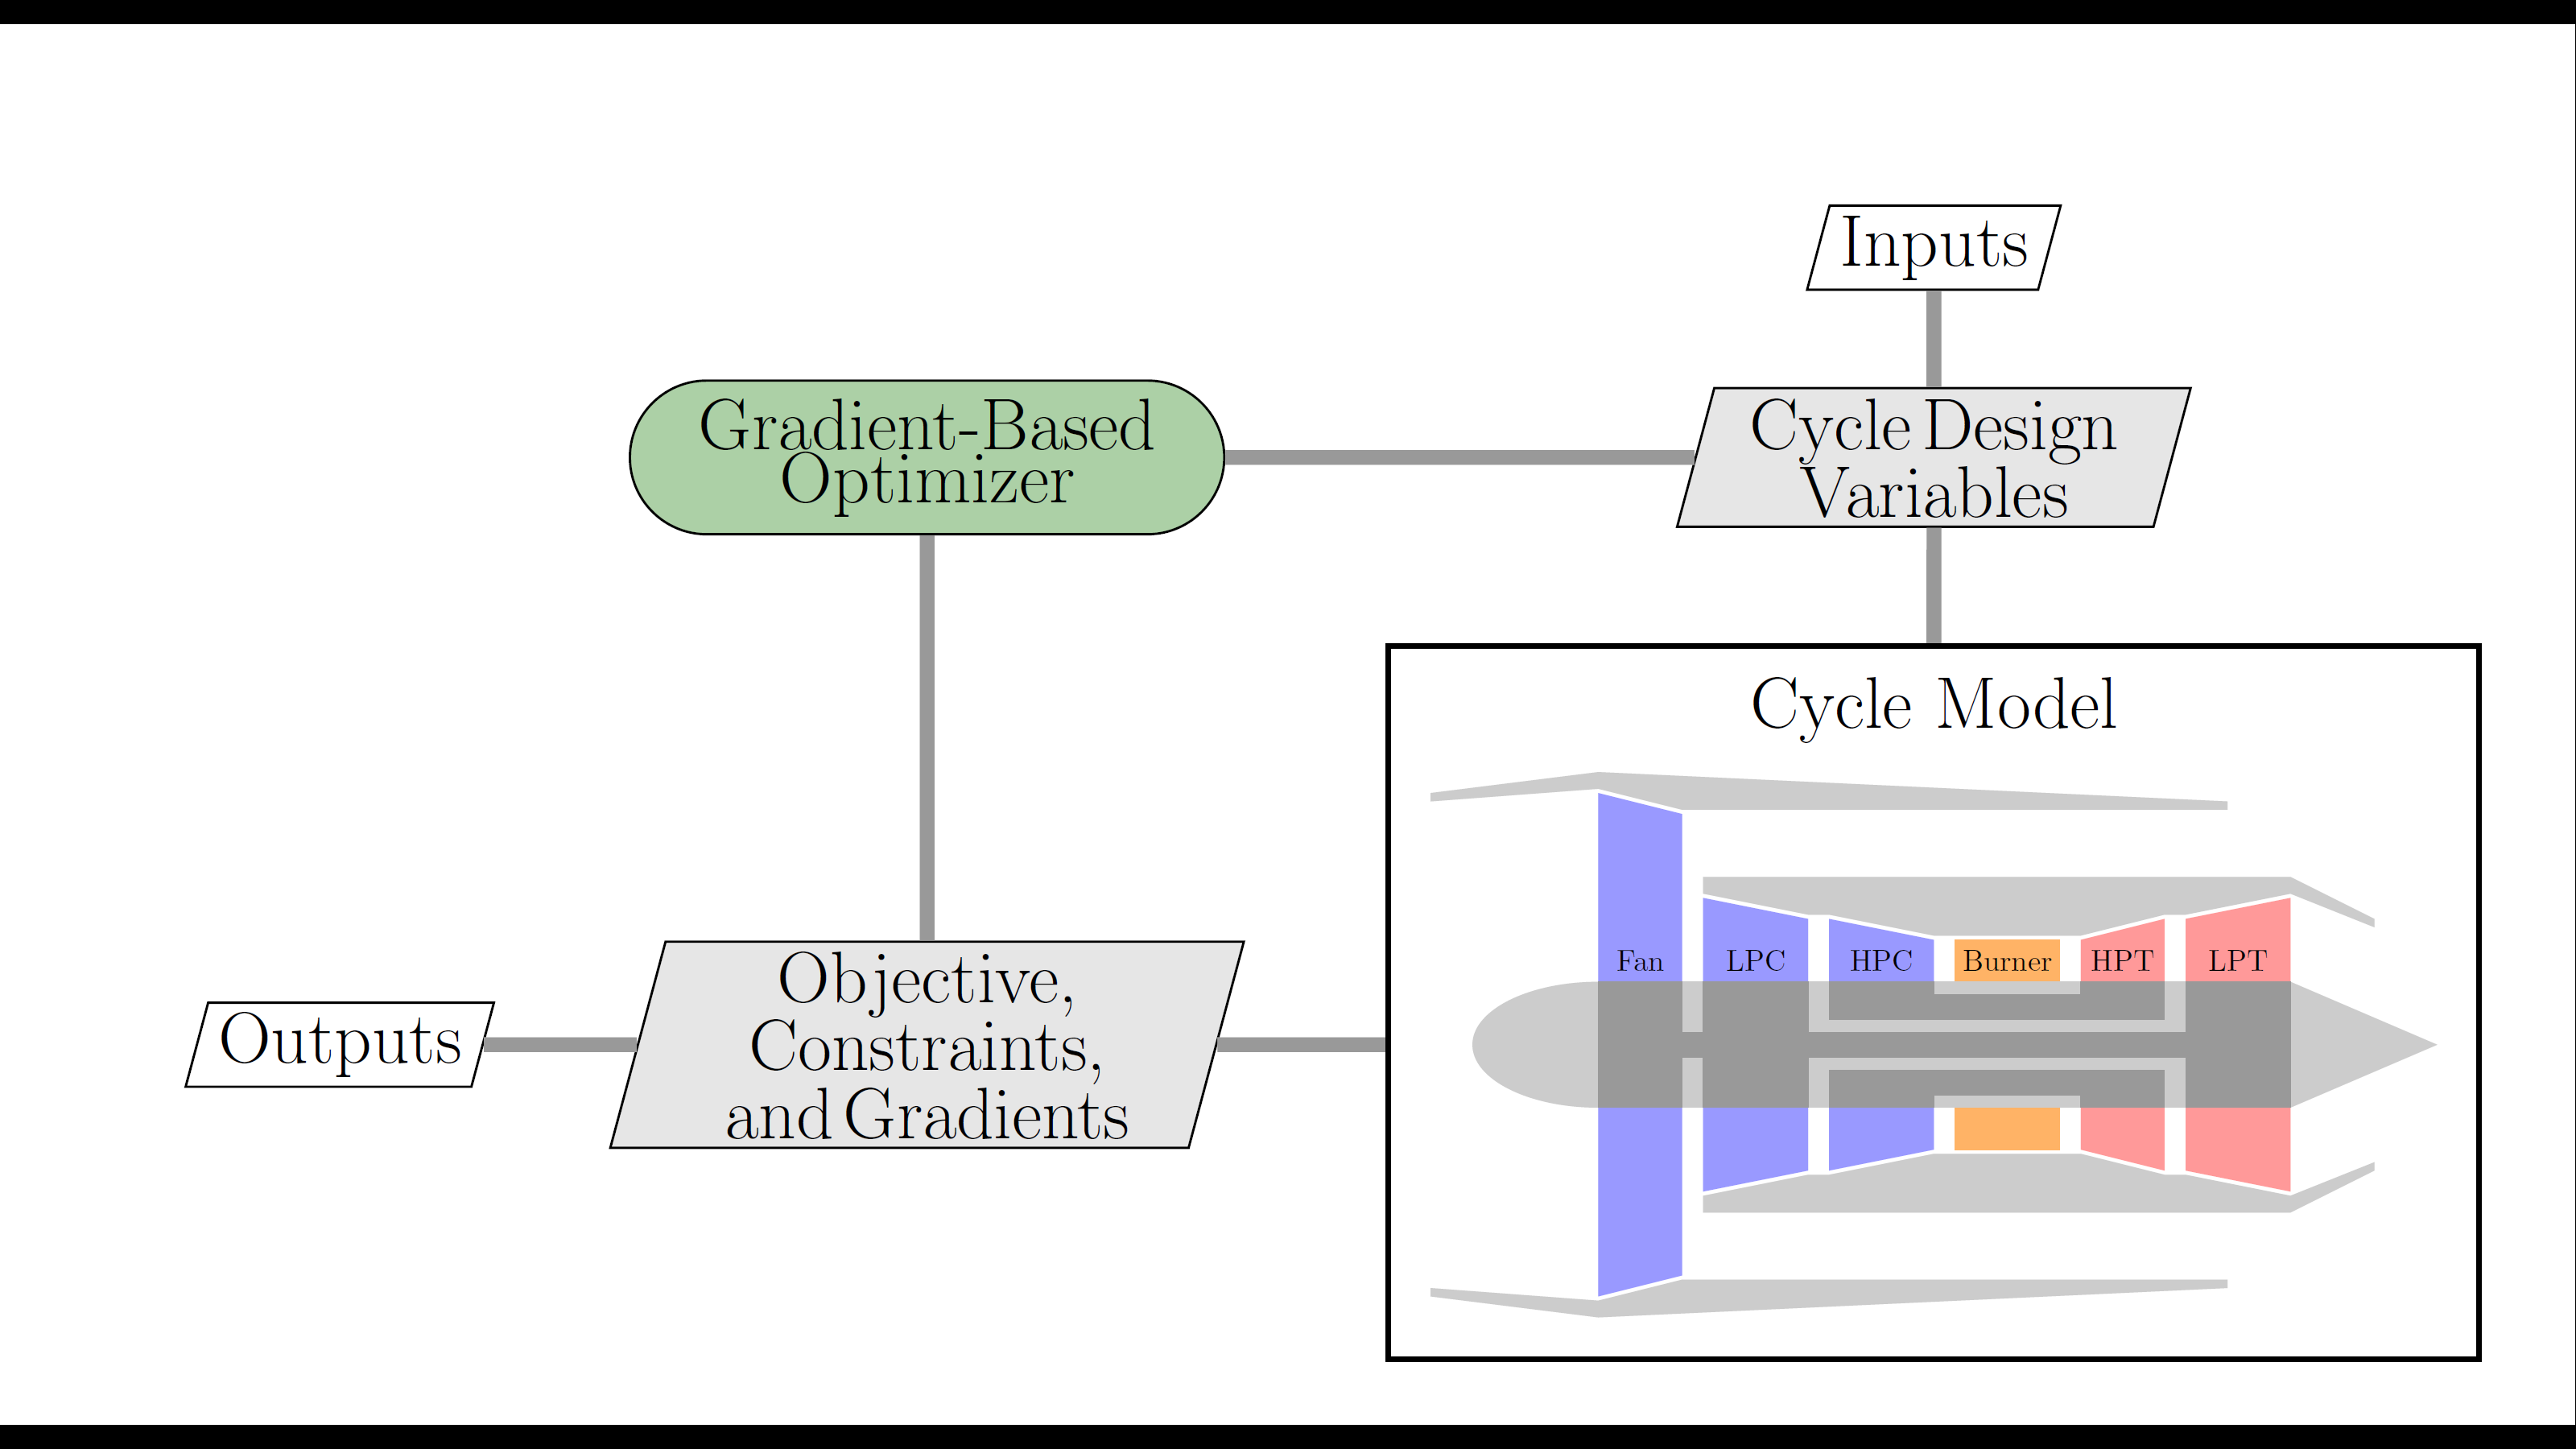 Inputs
Gradient-Based
Optimizer
Cycle Design
Variables
Cycle Model
Fan
LPC
HPC
Burner
HPT
LPT
Objective,
Constraints,
and Gradients
Outputs